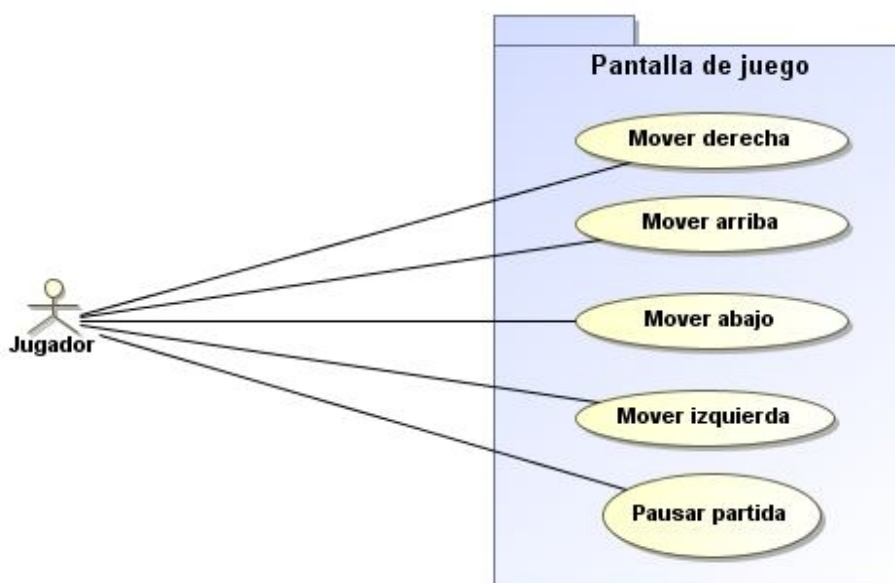 Pantalla de juego
Mover derecha
Mover arriba
Mover abajo
Jugador
Mover izquierda
Pausar partida